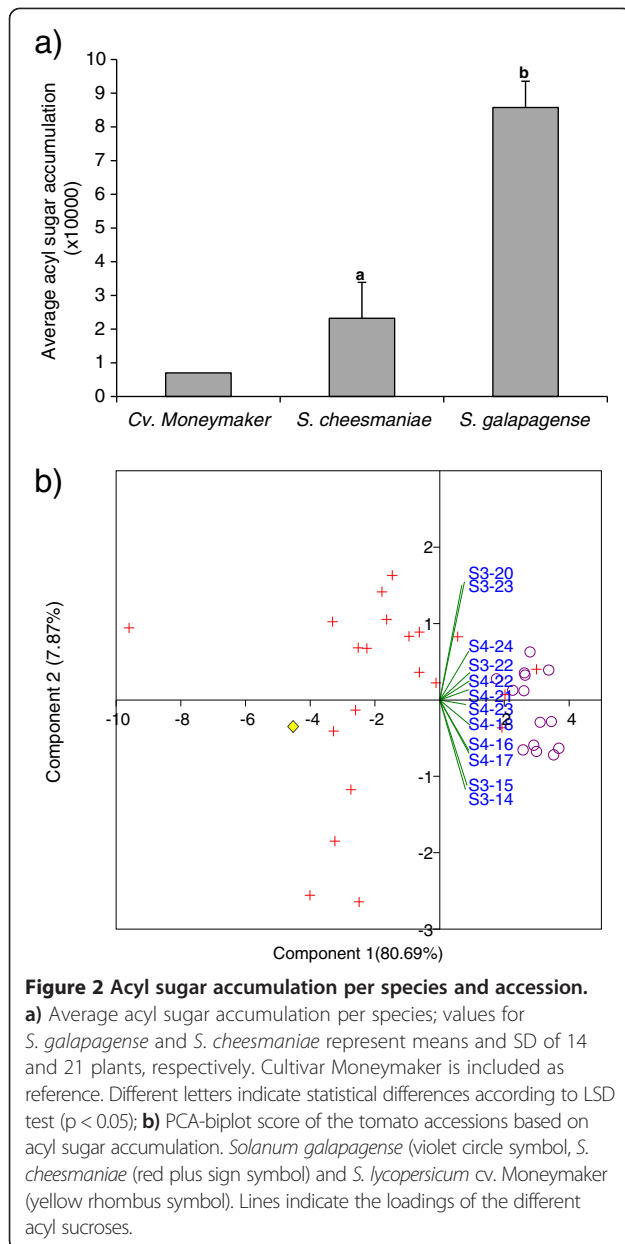 a)
Average acyl sugar accumulation
(x10000)
10
9
8
7
6
5
4
3
2
1
0
a
b
Cv. Moneymaker
S. cheesmaniae
S. galapagense
b)
Component 2 (7.87%)
2
1
-1
-2
-3
-10
-8
-6
-4
-2
2
4
S3-20
S3-23
S4-24
S3-22
S4-22
S4-23
S4-18
S4-16
S4-17
S3-15
S3-14
Component 1(80.69%)
Figure 2 Acyl sugar accumulation per species and accession.
a) Average acyl sugar accumulation per species; values for
S. galapagense and S. cheesmaniae represent means and SD of 14
and 21 plants, respectively. Cultivar Moneymaker is included as
reference. Different letters indicate statistical differences according to LSD
test (p < 0.05); b) PCA-biplot score of the tomato accessions based on
acyl sugar accumulation. Solanum galapagense (violet circle symbol, S.
cheesmaniae (red plus sign symbol) and S. lycopersicum cv. Moneymaker
(yellow rhombus symbol). Lines indicate the loadings of the different
acyl sucroses.